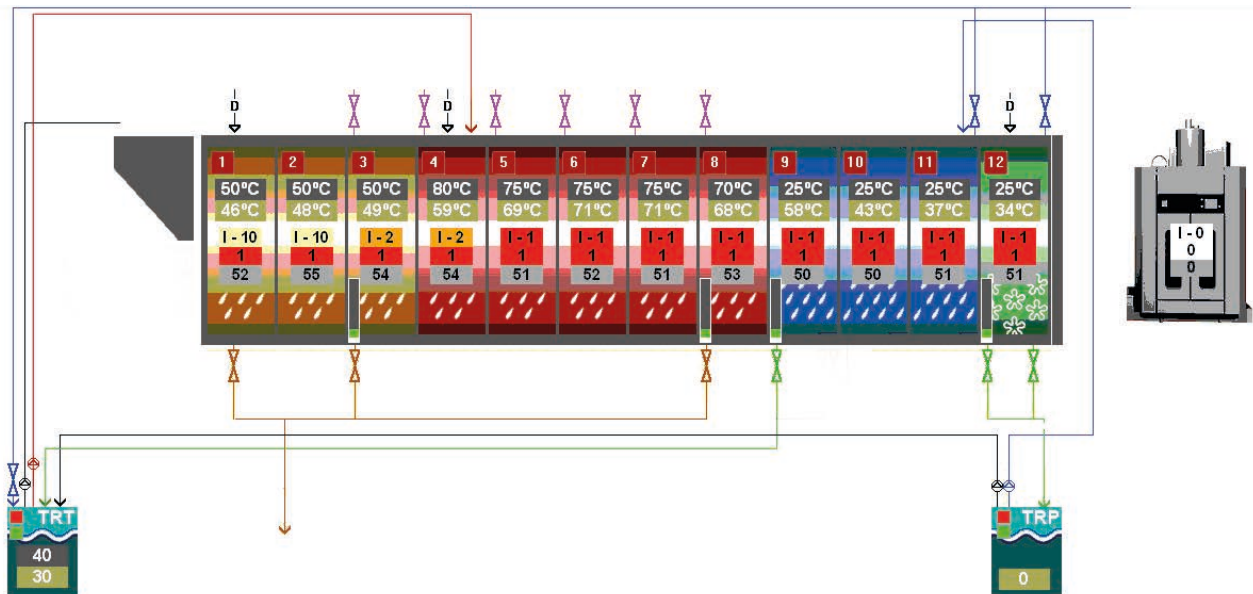 D D D
1 2 3 4 5 6 7 8 9 10 11 12
50ºC 50ºC 50ºC 80ºC 75ºC 75ºC 75ºC 70ºC 25ºC 25ºC 25ºC 25ºC
46ºC 48ºC 49ºC 59ºC 69ºC 71ºC 71ºC 68ºC 58ºC 43ºC 37ºC 34ºC
I - 10 I - 10 I - 2 I - 2 I - 1 I - 1 I - 1 I - 1 I - 1 I - 1 I - 1 I - 1 I - 0
1 1 1 1 1 1 1 1 1 1 1 1 0
52 55 54 54 51 52 51 53 50 50 51 51 0
TRT TRP
40
30 0